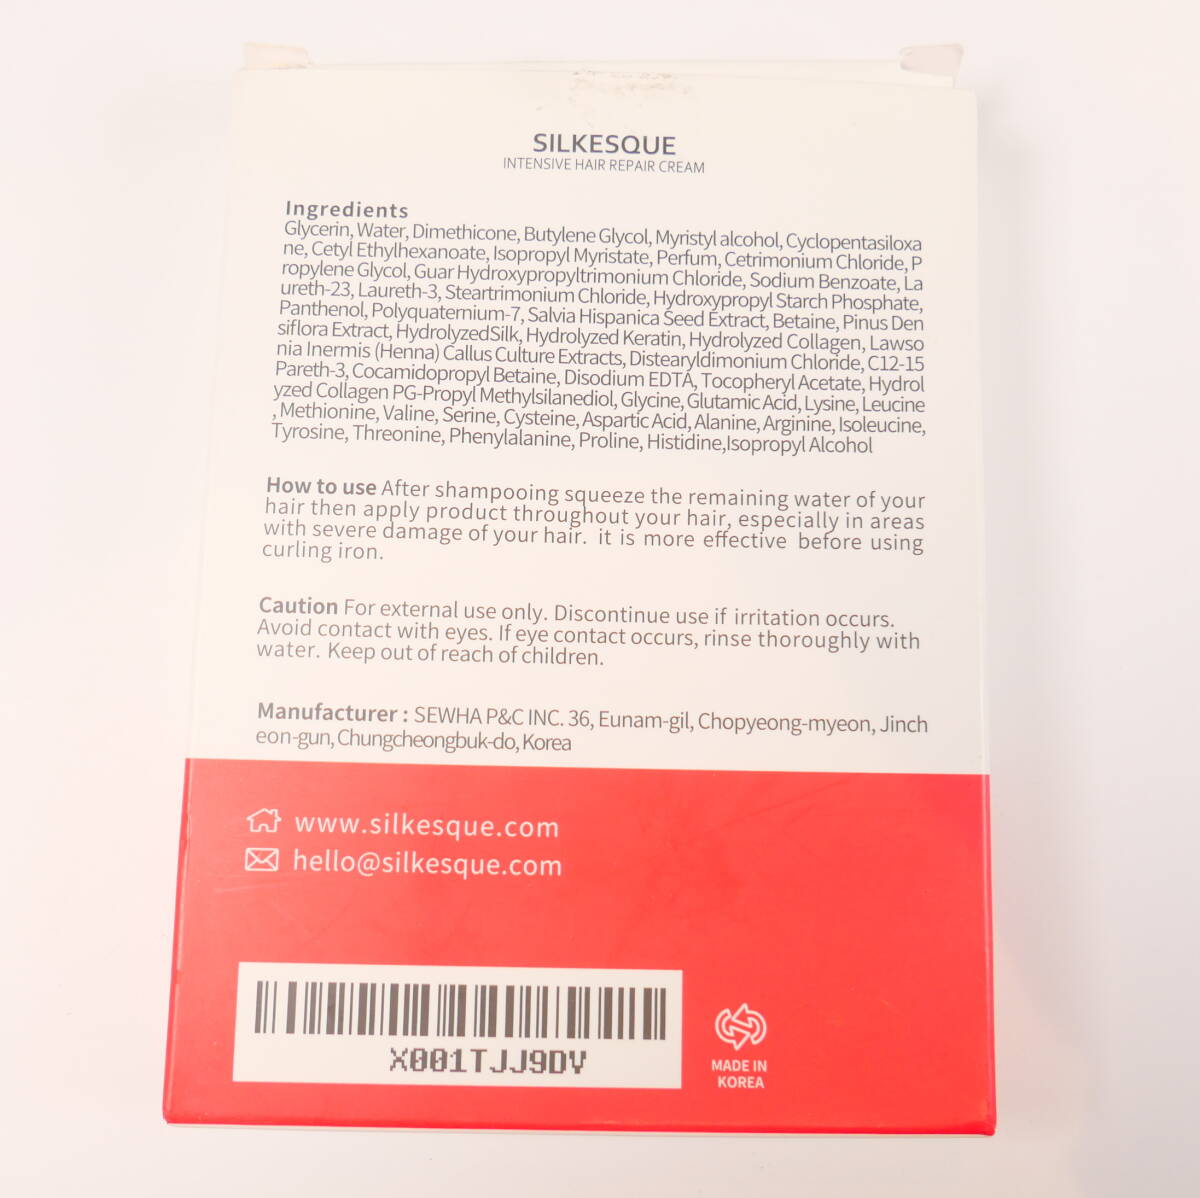 SILKESQUE
INTENSIVE HAIR REPAIR CREAM
Ingredients
Glycerin, Water, Dimethicone, Butylene Glycol, Myristyl alcohol, Cyclopentasiloxa
ne, Cetyl Ethylhexanoate, Isopropyl Myristate, Perfum, Cetrimonium Chloride, P
ropylene Glycol, Guar Hydroxypropyltrimonium Chloride, Sodium Benzoate, La
ureth-23, Laureth-3, Steartrimonium Chloride, Hydroxypropyl Starch Phosphate,
Panthenol, Polyquaternium-7, Salvia Hispanica Seed Extract, Betaine, Pinus Den
siflora Extract, HydrolyzedSilk, Hydrolyzed Keratin, Hydrolyzed Collagen, Lawso
nia Inermis (Henna) Callus Culture Extracts, Distearyldimonium Chloride, C12-15
Pareth-3, Cocamidopropyl Betaine, Disodium EDTA, Tocopheryl Acetate, Hydrol
yzed Collagen PG-Propyl Methylsilanediol, Glycine, Glutamic Acid, Lysine, Leucine
, Methionine, Valine, Serine, Cysteine, Aspartic Acid, Alanine, Arginine, Isoleucine,
Tyrosine, Threonine, Phenylalanine, Proline, Histidine,Isopropyl Alcohol
How to use After shampooing squeeze the remaining water of your
hair then apply product throughout your hair, especially in areas
with severe damage of your hair. it is more effective before using
curling iron.
Caution For external use only. Discontinue use if irritation occurs.
Avoid contact with eyes. If eye contact occurs, rinse thoroughly with
water. Keep out of reach of children.
Manufacturer : SEWHA P&C INC. 36, Eunam-gil, Chopyeong-myeon, Jinch
eon-gun, Chungcheongbuk-do, Korea
www.silkesque.com
hello@silkesque.com
X001TJJ9DV
MADE IN
KOREA